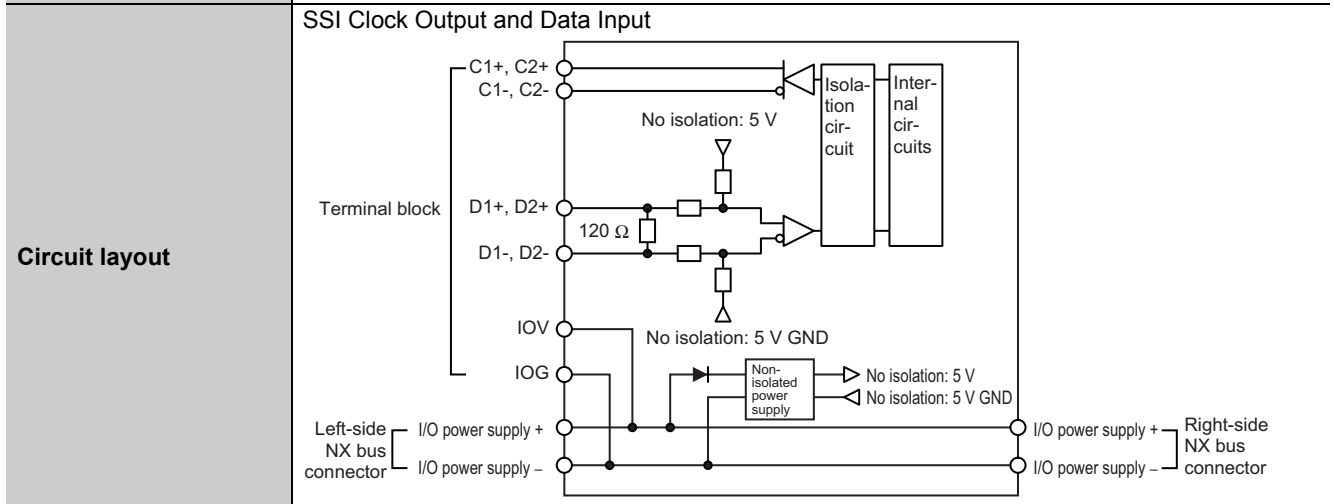 SSI Clock Output and Data Input
Circuit layout
Terminal block
C1+, C2+
C1-, C2-
Isola-
tion
cir-
cuit
Inter-
nal
cir-
cuits
No isolation: 5 V
D1+, D2+
120 Ω
D1-, D2-
No isolation: 5 V GND
IOV
IOG
Non-
isolated
power
supply
No isolation: 5 V
No isolation: 5 V GND
Left-side
NX bus
connector
I/O power supply +
I/O power supply –
I/O power supply +
I/O power supply –
Right-side
NX bus
connector